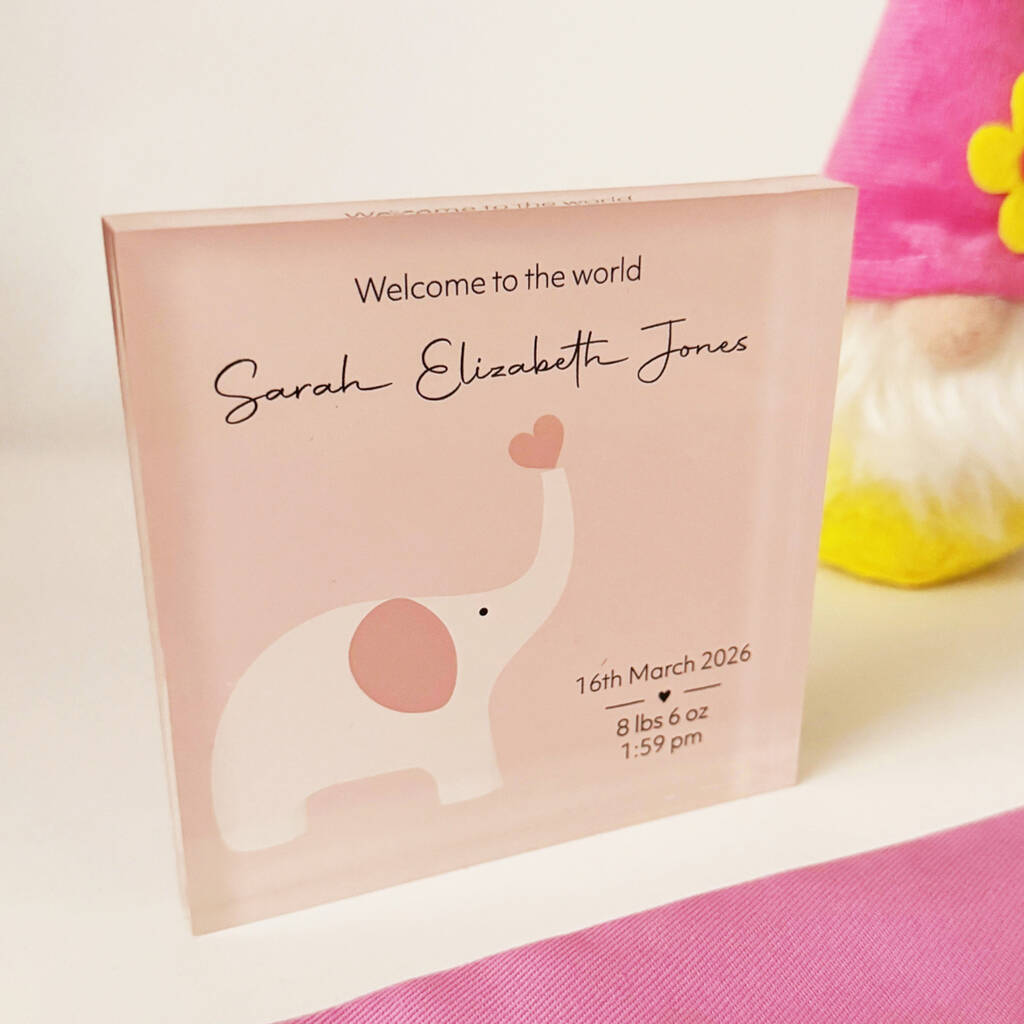 Welcome to the world
Sarah Elizabeth Jones
16th March 2026
8 lbs 6 oz
1:59 pm